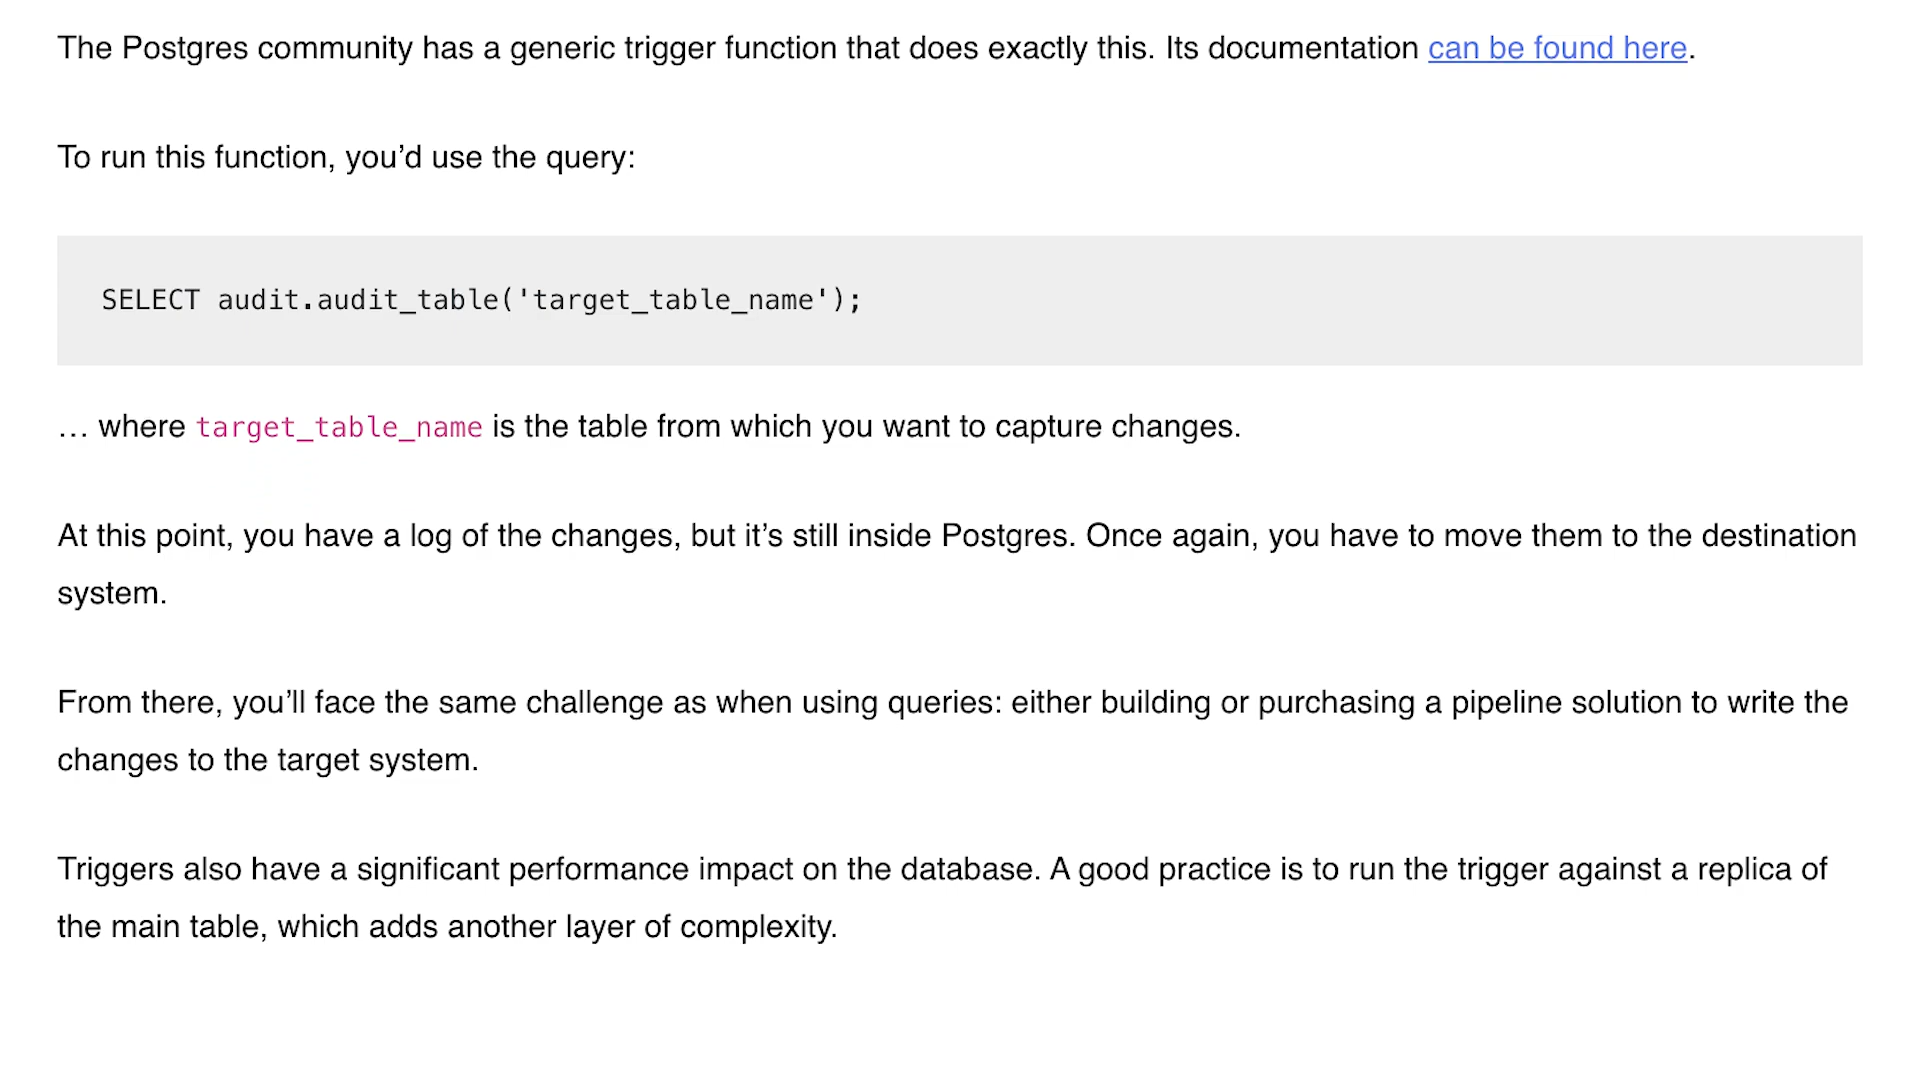 The Postgres community has a generic trigger function that does exactly this. Its documentation can be found here.
To run this function, you’d use the query:
SELECT audit.audit_table('target_table_name');
… where target_table_name is the table from which you want to capture changes.
At this point, you have a log of the changes, but it’s still inside Postgres. Once again, you have to move them to the destination
system.
From there, you’ll face the same challenge as when using queries: either building or purchasing a pipeline solution to write the
changes to the target system.
Triggers also have a significant performance impact on the database. A good practice is to run the trigger against a replica of
the main table, which adds another layer of complexity.